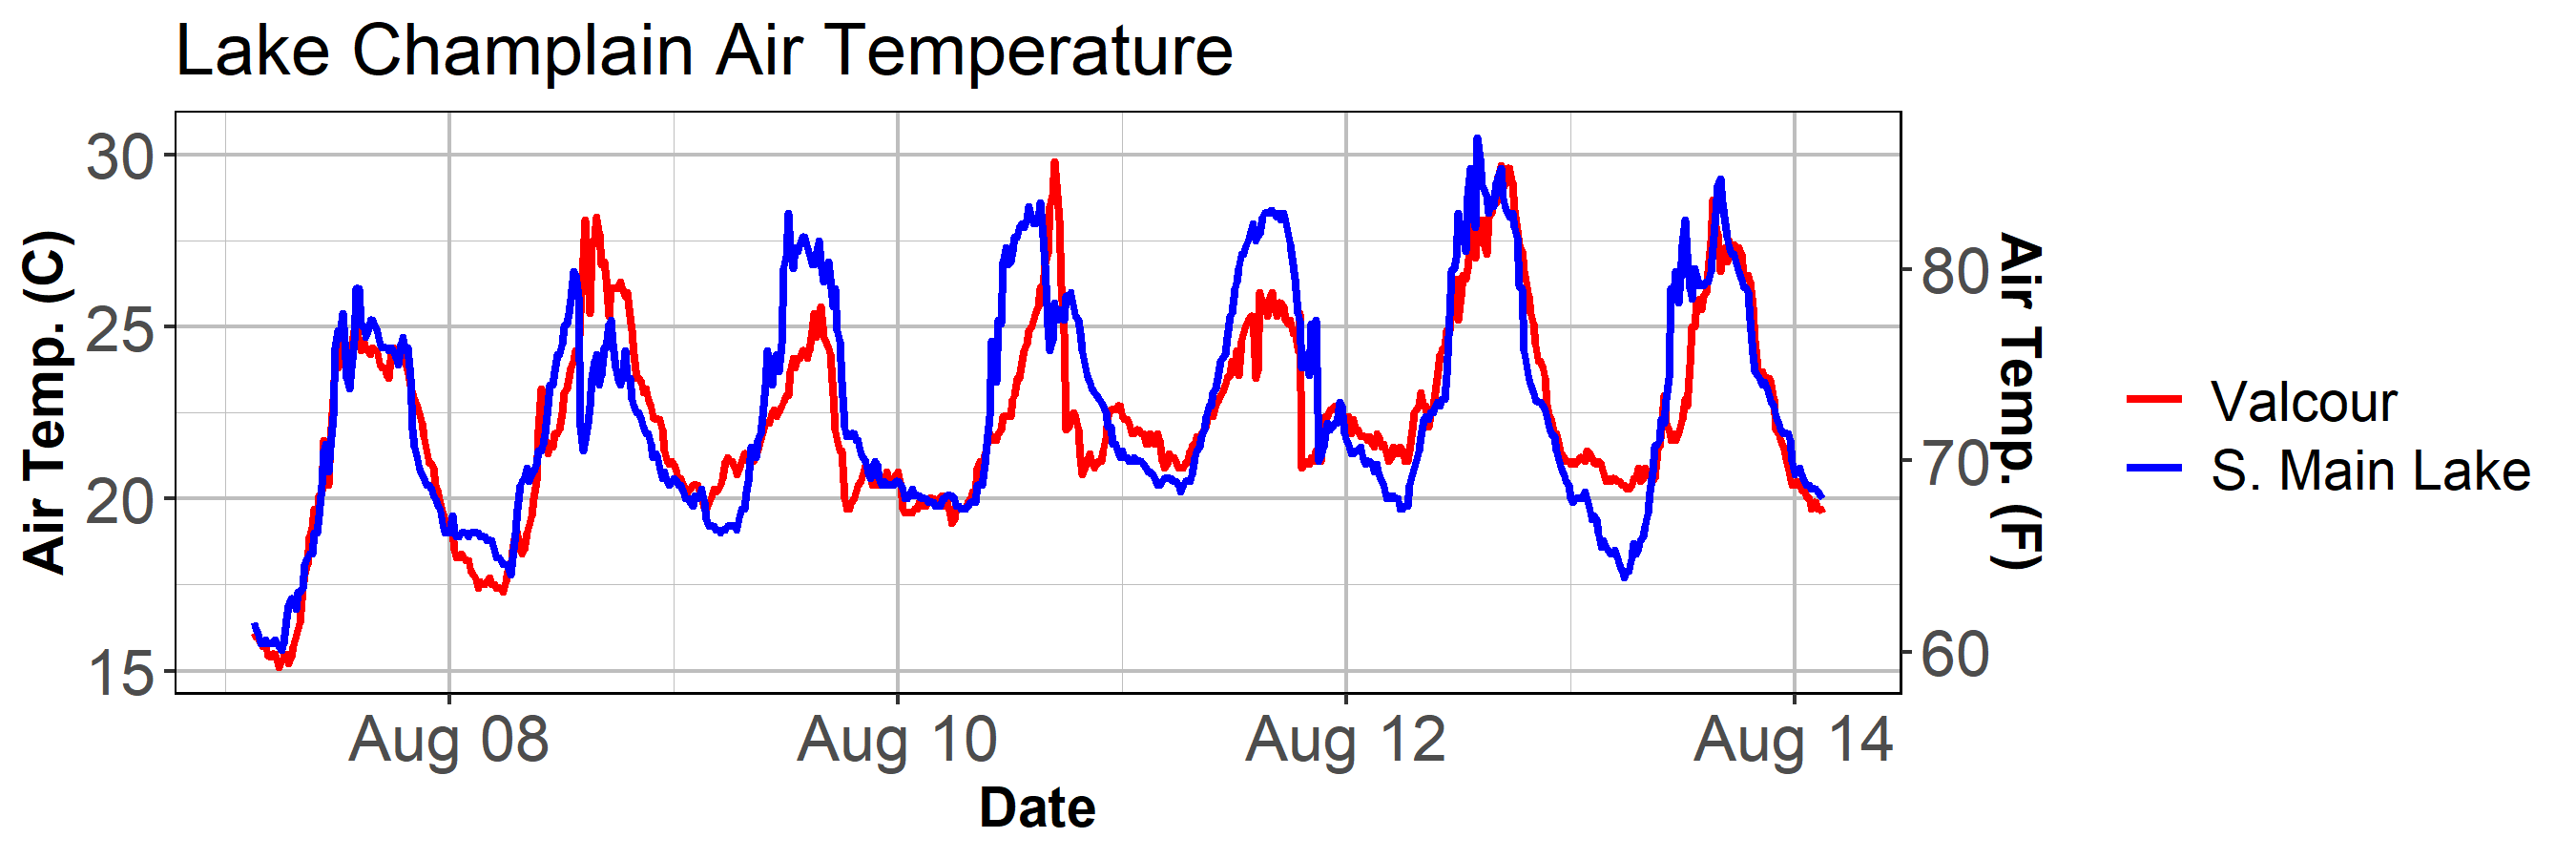 Lake Champlain Air Temperature
Air Temp. (C)
30
25
20
15
Air Temp. (F)
80
70
60
Aug 08
Aug 10
Aug 12
Aug 14
Date
Valcour
S. Main Lake